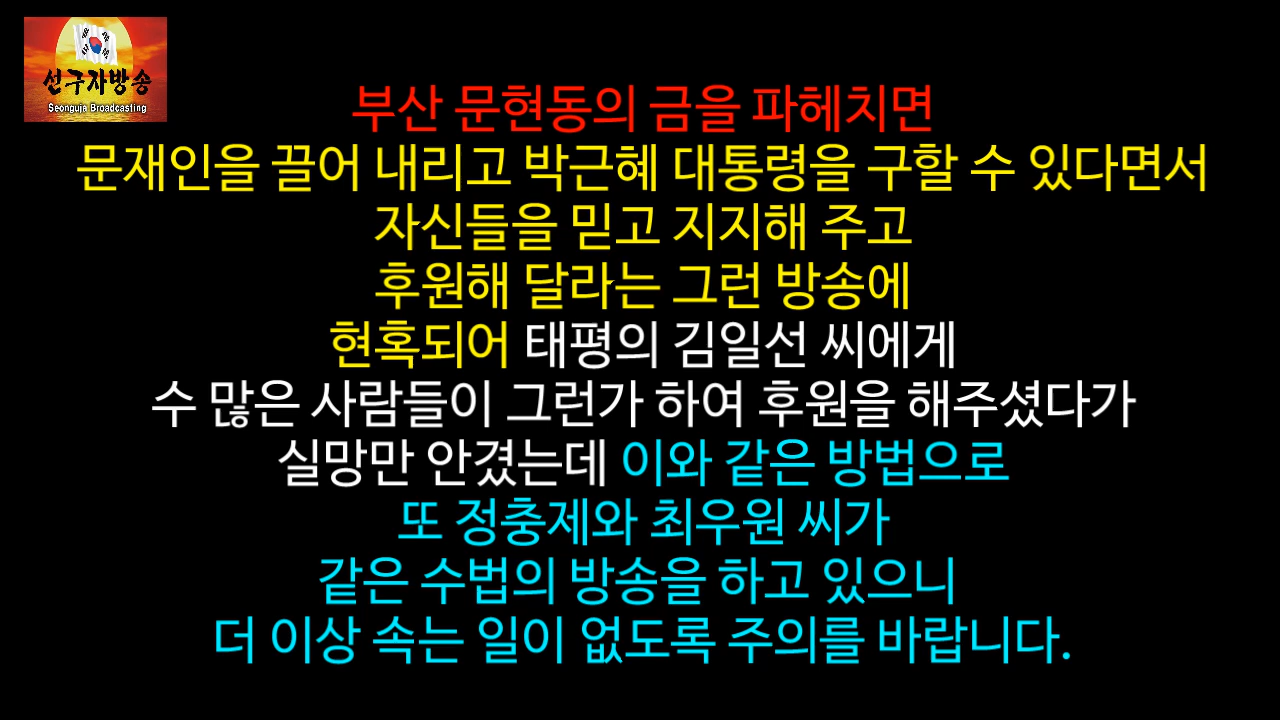 선구자방송
Seonguja Broadcasting
부산 문현동의 금을 파헤치면
문재인을 끌어 내리고 박근혜 대통령을 구할 수 있다면서
자신들을 믿고 지지해 주고
후원해 달라는 그런 방송에
현혹되어 태평의 김일선 씨에게
수 많은 사람들이 그런가 하여 후원을 해주셨다가
실망만 안겼는데 이와 같은 방법으로
또 정충제와 최우원 씨가
같은 수법의 방송을 하고 있으니
더 이상 속는 일이 없도록 주의를 바랍니다.